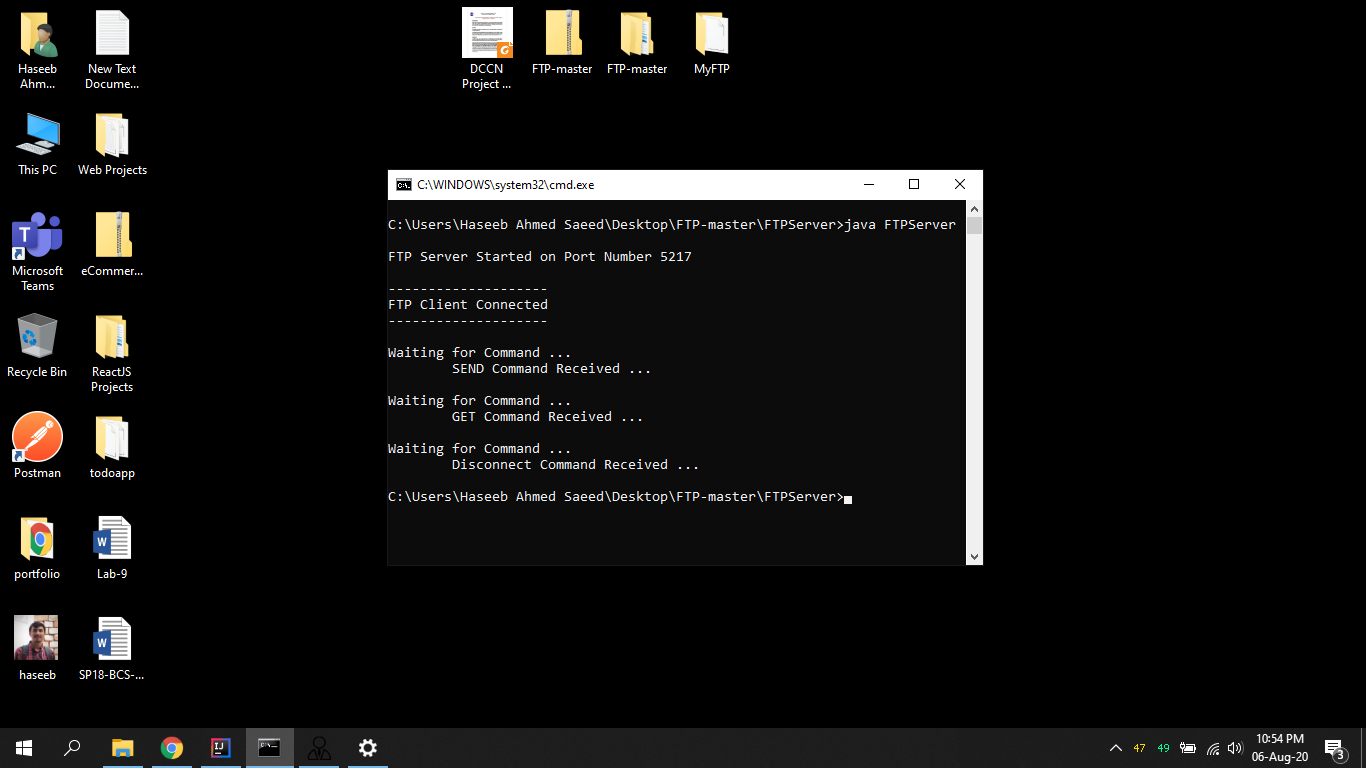 Haseeb
Ahm...
New Text
Docume...
DCCN
Project ...
FTP-master
FTP-master
MyFTP
This PC
Web Projects
Microsoft
Teams
eCommer...
Recycle Bin
ReactJS
Projects
Postman
todoapp
portfolio
Lab-9
haseeb
SP18-BCS-...
C:\WINDOWS\system32\cmd.exe
C:\Users\Haseeb Ahmed Saeed\Desktop\FTP-master\FTPServer>java FTPServer
FTP Server Started on Port Number 5217
--------------------
FTP Client Connected
--------------------
Waiting for Command ...
SEND Command Received ...
Waiting for Command ...
GET Command Received ...
Waiting for Command ...
Disconnect Command Received ...
C:\Users\Haseeb Ahmed Saeed\Desktop\FTP-master\FTPServer>
47 49
10:54 PM
06-Aug-20
3